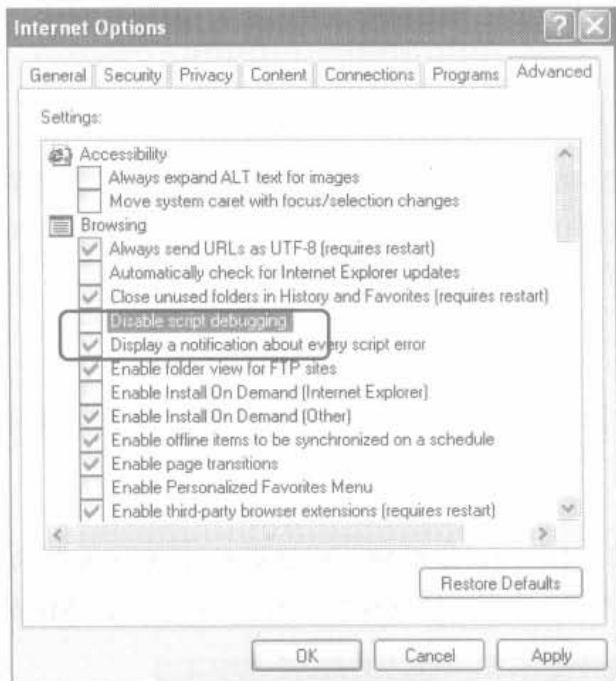 Internet Options
General Security Privacy Content Connections Programs Advanced
Settings:
Accessibility
Always expand ALT text for images
Move system caret with focus/selection changes
Browsing
Always send URLs as UTF-8 (requires restart)
Automatically check for Internet Explorer updates
Close unused folders in History and Favorites (requires restart)
Disable script debugging
Display a notification about every script error
Enable folder view for FTP sites
Enable Install On Demand (Internet Explorer)
Enable Install On Demand (Other)
Enable offline items to be synchronized on a schedule
Enable page transitions
Enable Personalized Favorites Menu
Enable third-party browser extensions (requires restart)
Restore Defaults
OK Cancel Apply